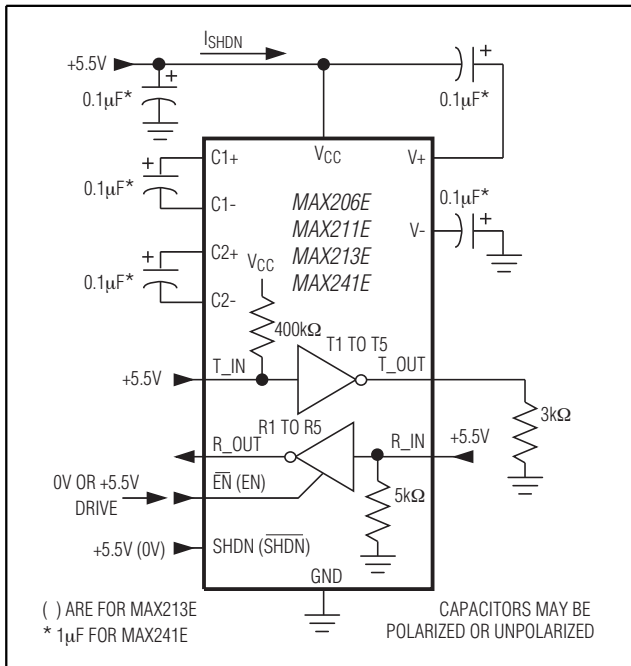 I_SHDN
+5.5V
+
+
0.1µF*
0.1µF*
V_CC
V+
C1+
+
0.1µF*
C1-
MAX206E
MAX211E
MAX213E
MAX241E
0.1µF*
V-
+
C2+
+
0.1µF*
C2-
V_CC
400kΩ
T1 TO T5
+5.5V
T_IN
T_OUT
3kΩ
R1 TO R5
R_OUT
R_IN
+5.5V
0V OR +5.5V
DRIVE
E̅N̅ (EN)
5kΩ
+5.5V (0V)
SHDN (S̅H̅D̅N̅)
GND
( ) ARE FOR MAX213E
* 1µF FOR MAX241E
CAPACITORS MAY BE
POLARIZED OR UNPOLARIZED